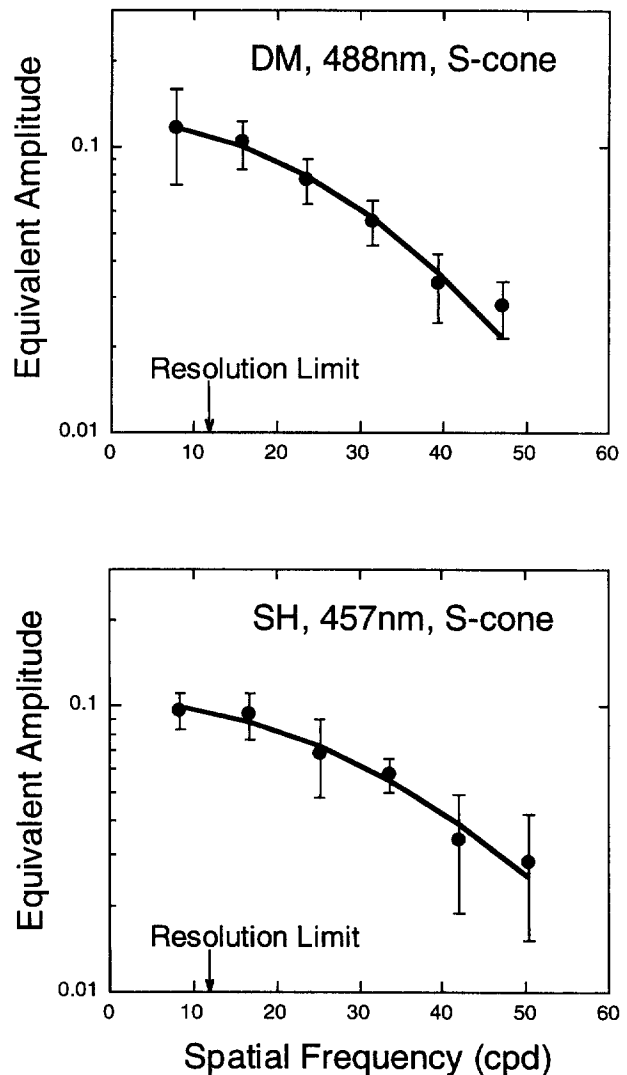 DM, 488nm, S-cone
Equivalent Amplitude
0.1
Resolution Limit
0.01
0 10 20 30 40 50 60
SH, 457nm, S-cone
Equivalent Amplitude
0.1
Resolution Limit
0.01
0 10 20 30 40 50 60
Spatial Frequency (cpd)